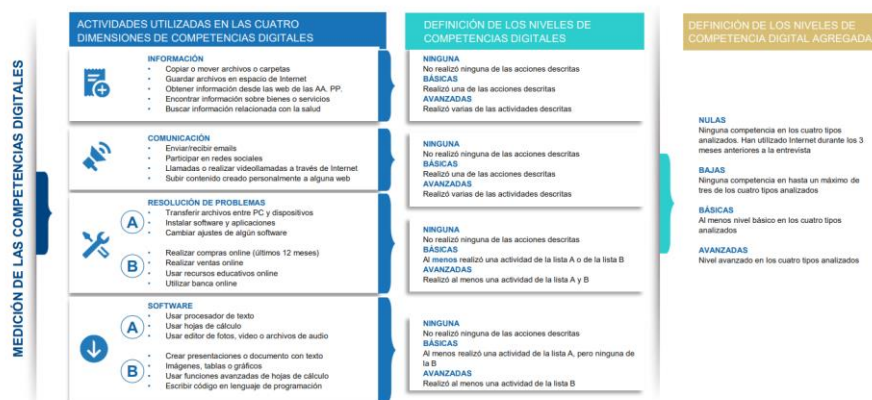 MEDICIÓN DE LAS COMPETENCIAS DIGITALES
ACTIVIDADES UTILIZADAS EN LAS CUATRO
DIMENSIONES DE COMPETENCIAS DIGITALES
INFORMACIÓN
• Copiar o mover archivos o carpetas
• Guardar archivos en espacio de Internet
• Obtener información desde las web de las AA. PP.
• Encontrar información sobre bienes o servicios
• Buscar información relacionada con la salud
COMUNICACIÓN
• Enviar/recibir emails
• Participar en redes sociales
• Llamadas o realizar videollamadas a través de Internet
• Subir contenido creado personalmente a alguna web
RESOLUCIÓN DE PROBLEMAS
A
• Transferir archivos entre PC y dispositivos
• Instalar software y aplicaciones
• Cambiar ajustes de algún software
B
• Realizar compras online (últimos 12 meses)
• Realizar ventas online
• Usar recursos educativos online
• Utilizar banca online
SOFTWARE
A
• Usar procesador de texto
• Usar hojas de cálculo
• Usar editor de fotos, video o archivos de audio
B
• Crear presentaciones o documento con texto
• Imágenes, tablas o gráficos
• Usar funciones avanzadas de hojas de cálculo
• Escribir código en lenguaje de programación
DEFINICIÓN DE LOS NIVELES DE
COMPETENCIAS DIGITALES
NINGUNA
No realizó ninguna de las acciones descritas
BÁSICAS
Realizó una de las acciones descritas
AVANZADAS
Realizó varias de las actividades descritas
NINGUNA
No realizó ninguna de las acciones descritas
BÁSICAS
Realizó una de las acciones descritas
AVANZADAS
Realizó varias de las actividades descritas
NINGUNA
No realizó ninguna de las acciones descritas
BÁSICAS
Al menos realizó una actividad de la lista A o de la lista B
AVANZADAS
Realizó al menos una actividad de la lista A y B
NINGUNA
No realizó ninguna de las acciones descritas
BÁSICAS
Al menos realizó una actividad de la lista A, pero ninguna de
la B
AVANZADAS
Realizó al menos una actividad de la lista B
DEFINICIÓN DE LOS NIVELES DE
COMPETENCIA DIGITAL AGREGADA
NULAS
Ninguna competencia en los cuatro tipos
analizados. Han utilizado Internet durante los 3
meses anteriores a la entrevista
BAJAS
Ninguna competencia en hasta un máximo de
tres de los cuatro tipos analizados
BÁSICAS
Al menos nivel básico en los cuatro tipos
analizados
AVANZADAS
Nivel avanzado en los cuatro tipos analizados